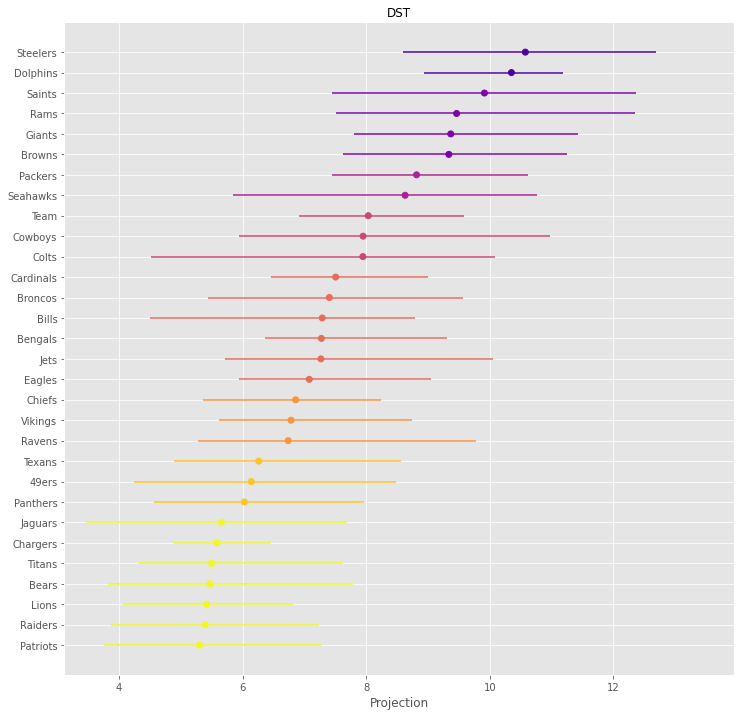 DST
Steelers
Dolphins
Saints
Rams
Giants
Browns
Packers
Seahawks
Team
Cowboys
Colts
Cardinals
Broncos
Bills
Bengals
Jets
Eagles
Chiefs
Vikings
Ravens
Texans
49ers
Panthers
Jaguars
Chargers
Titans
Bears
Lions
Raiders
Patriots
4 6 8 10 12
Projection